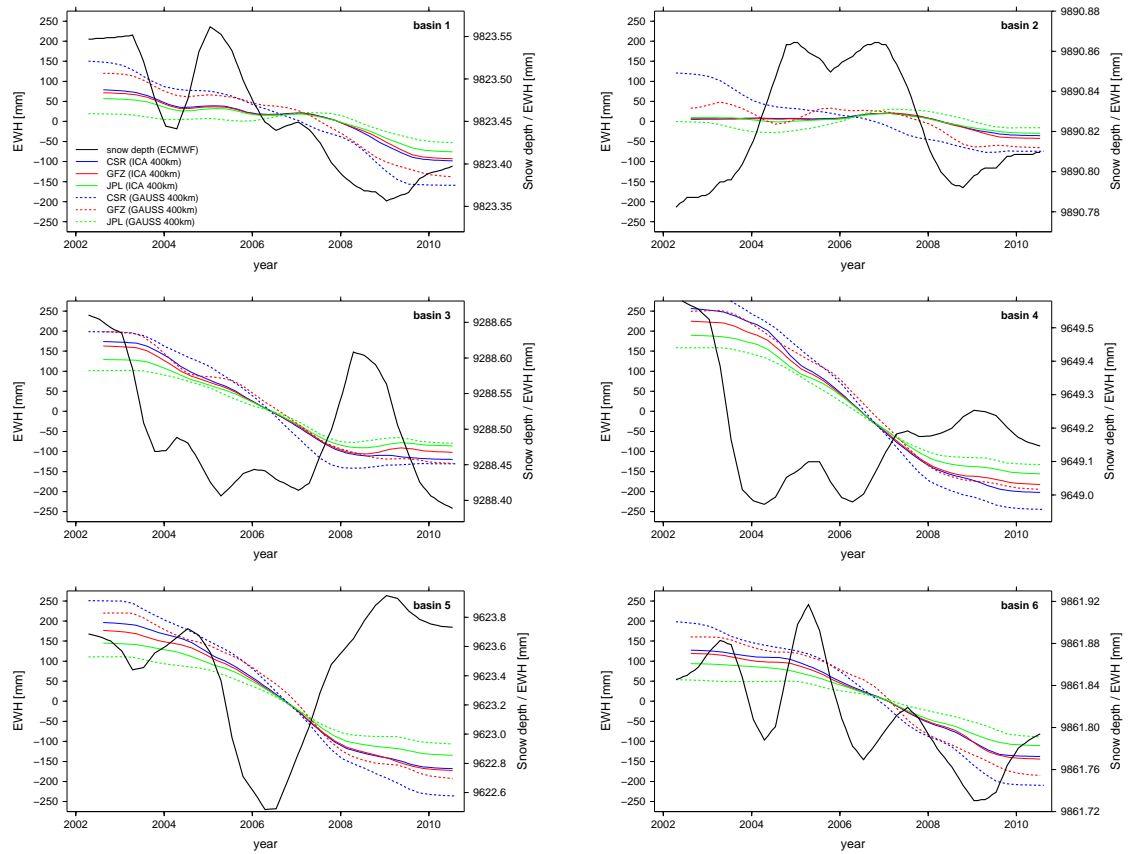 basin 1
250
200
150
100
50
0
−50
−100
−150
−200
−250
EWH [mm]
9823.55
9823.50
9823.45
9823.40
9823.35
Snow depth / EWH [mm]
snow depth (ECMWF)
CSR (ICA 400km)
GFZ (ICA 400km)
JPL (ICA 400km)
CSR (GAUSS 400km)
GFZ (GAUSS 400km)
JPL (GAUSS 400km)
2002 2004 2006 2008 2010
year
basin 2
250
200
150
100
50
0
−50
−100
−150
−200
−250
EWH [mm]
9890.88
9890.86
9890.84
9890.82
9890.80
9890.78
Snow depth / EWH [mm]
2002 2004 2006 2008 2010
year
basin 3
250
200
150
100
50
0
−50
−100
−150
−200
−250
EWH [mm]
9288.65
9288.60
9288.55
9288.50
9288.45
9288.40
Snow depth / EWH [mm]
2002 2004 2006 2008 2010
year
basin 4
250
200
150
100
50
0
−50
−100
−150
−200
−250
EWH [mm]
9649.5
9649.4
9649.3
9649.2
9649.1
9649.0
Snow depth / EWH [mm]
2002 2004 2006 2008 2010
year
basin 5
250
200
150
100
50
0
−50
−100
−150
−200
−250
EWH [mm]
9623.8
9623.6
9623.4
9623.2
9623.0
9622.8
9622.6
Snow depth / EWH [mm]
2002 2004 2006 2008 2010
year
basin 6
250
200
150
100
50
0
−50
−100
−150
−200
−250
EWH [mm]
9861.92
9861.88
9861.84
9861.80
9861.76
9861.72
Snow depth / EWH [mm]
2002 2004 2006 2008 2010
year